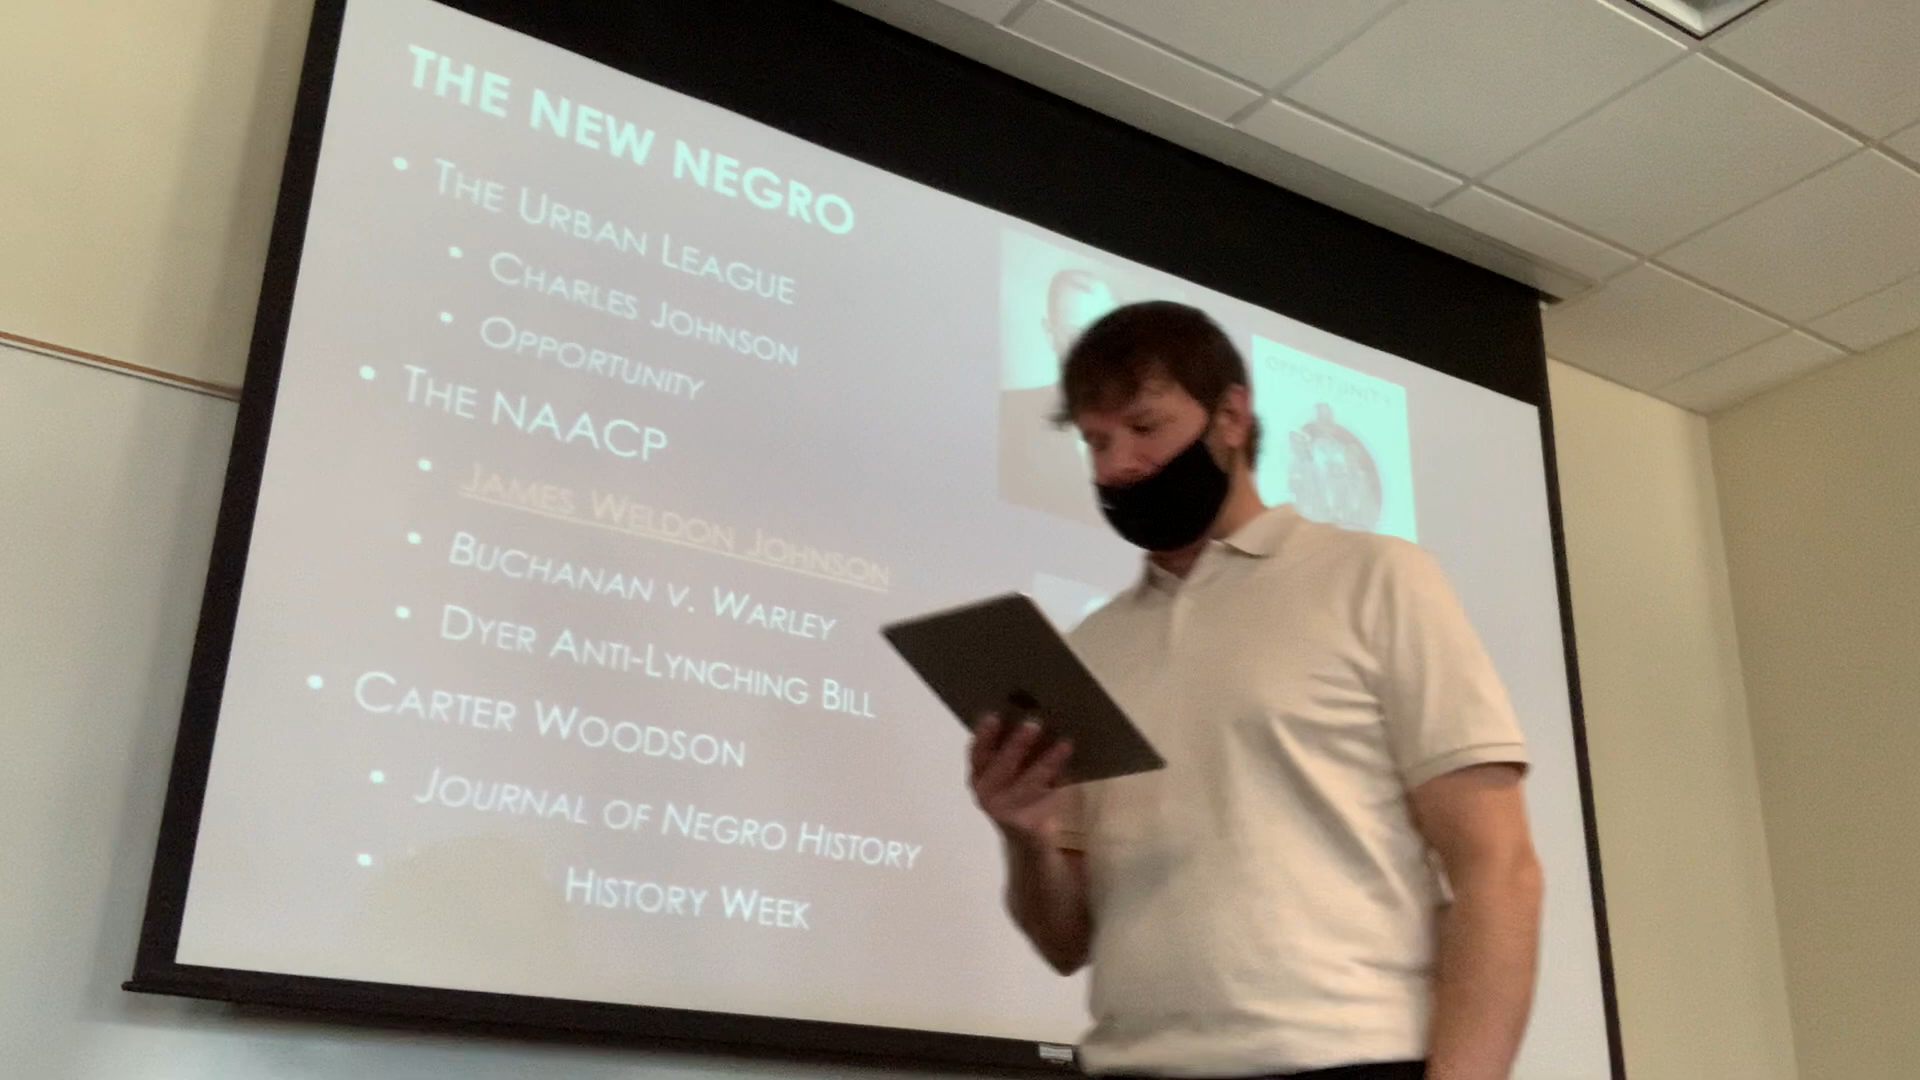 THE NEW NEGRO
• THE URBAN LEAGUE
• CHARLES JOHNSON
• OPPORTUNITY
• THE NAACP
• JAMES WELDON JOHNSON
• BUCHANAN V. WARLEY
• DYER ANTI-LYNCHING BILL
• CARTER WOODSON
• JOURNAL OF NEGRO HISTORY
• HISTORY WEEK
OPPORTUNITY